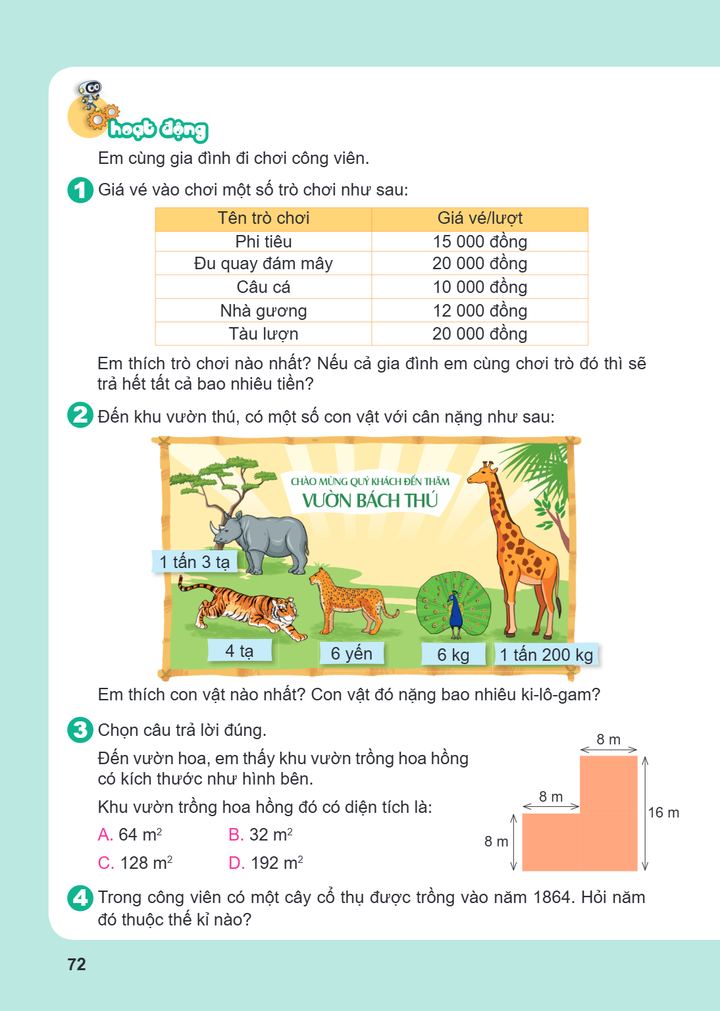 hoạt động
Em cùng gia đình đi chơi công viên.
1 Giá vé vào chơi một số trò chơi như sau:
Tên trò chơi Giá vé/lượt
Phi tiêu 15 000 đồng
Đu quay đám mây 20 000 đồng
Câu cá 10 000 đồng
Nhà gương 12 000 đồng
Tàu lượn 20 000 đồng
Em thích trò chơi nào nhất? Nếu cả gia đình em cùng chơi trò đó thì sẽ
trả hết tất cả bao nhiêu tiền?
2 Đến khu vườn thú, có một số con vật với cân nặng như sau:
CHÀO MỪNG QUÝ KHÁCH ĐẾN THĂM
VƯỜN BÁCH THÚ
1 tấn 3 tạ
4 tạ
6 yến
6 kg
1 tấn 200 kg
Em thích con vật nào nhất? Con vật đó nặng bao nhiêu ki-lô-gam?
3 Chọn câu trả lời đúng.
Đến vườn hoa, em thấy khu vườn trồng hoa hồng
có kích thước như hình bên.
Khu vườn trồng hoa hồng đó có diện tích là:
A. 64 m² B. 32 m²
C. 128 m² D. 192 m²
8 m
8 m
16 m
8 m
4 Trong công viên có một cây cổ thụ được trồng vào năm 1864. Hỏi năm
đó thuộc thế kỉ nào?
72